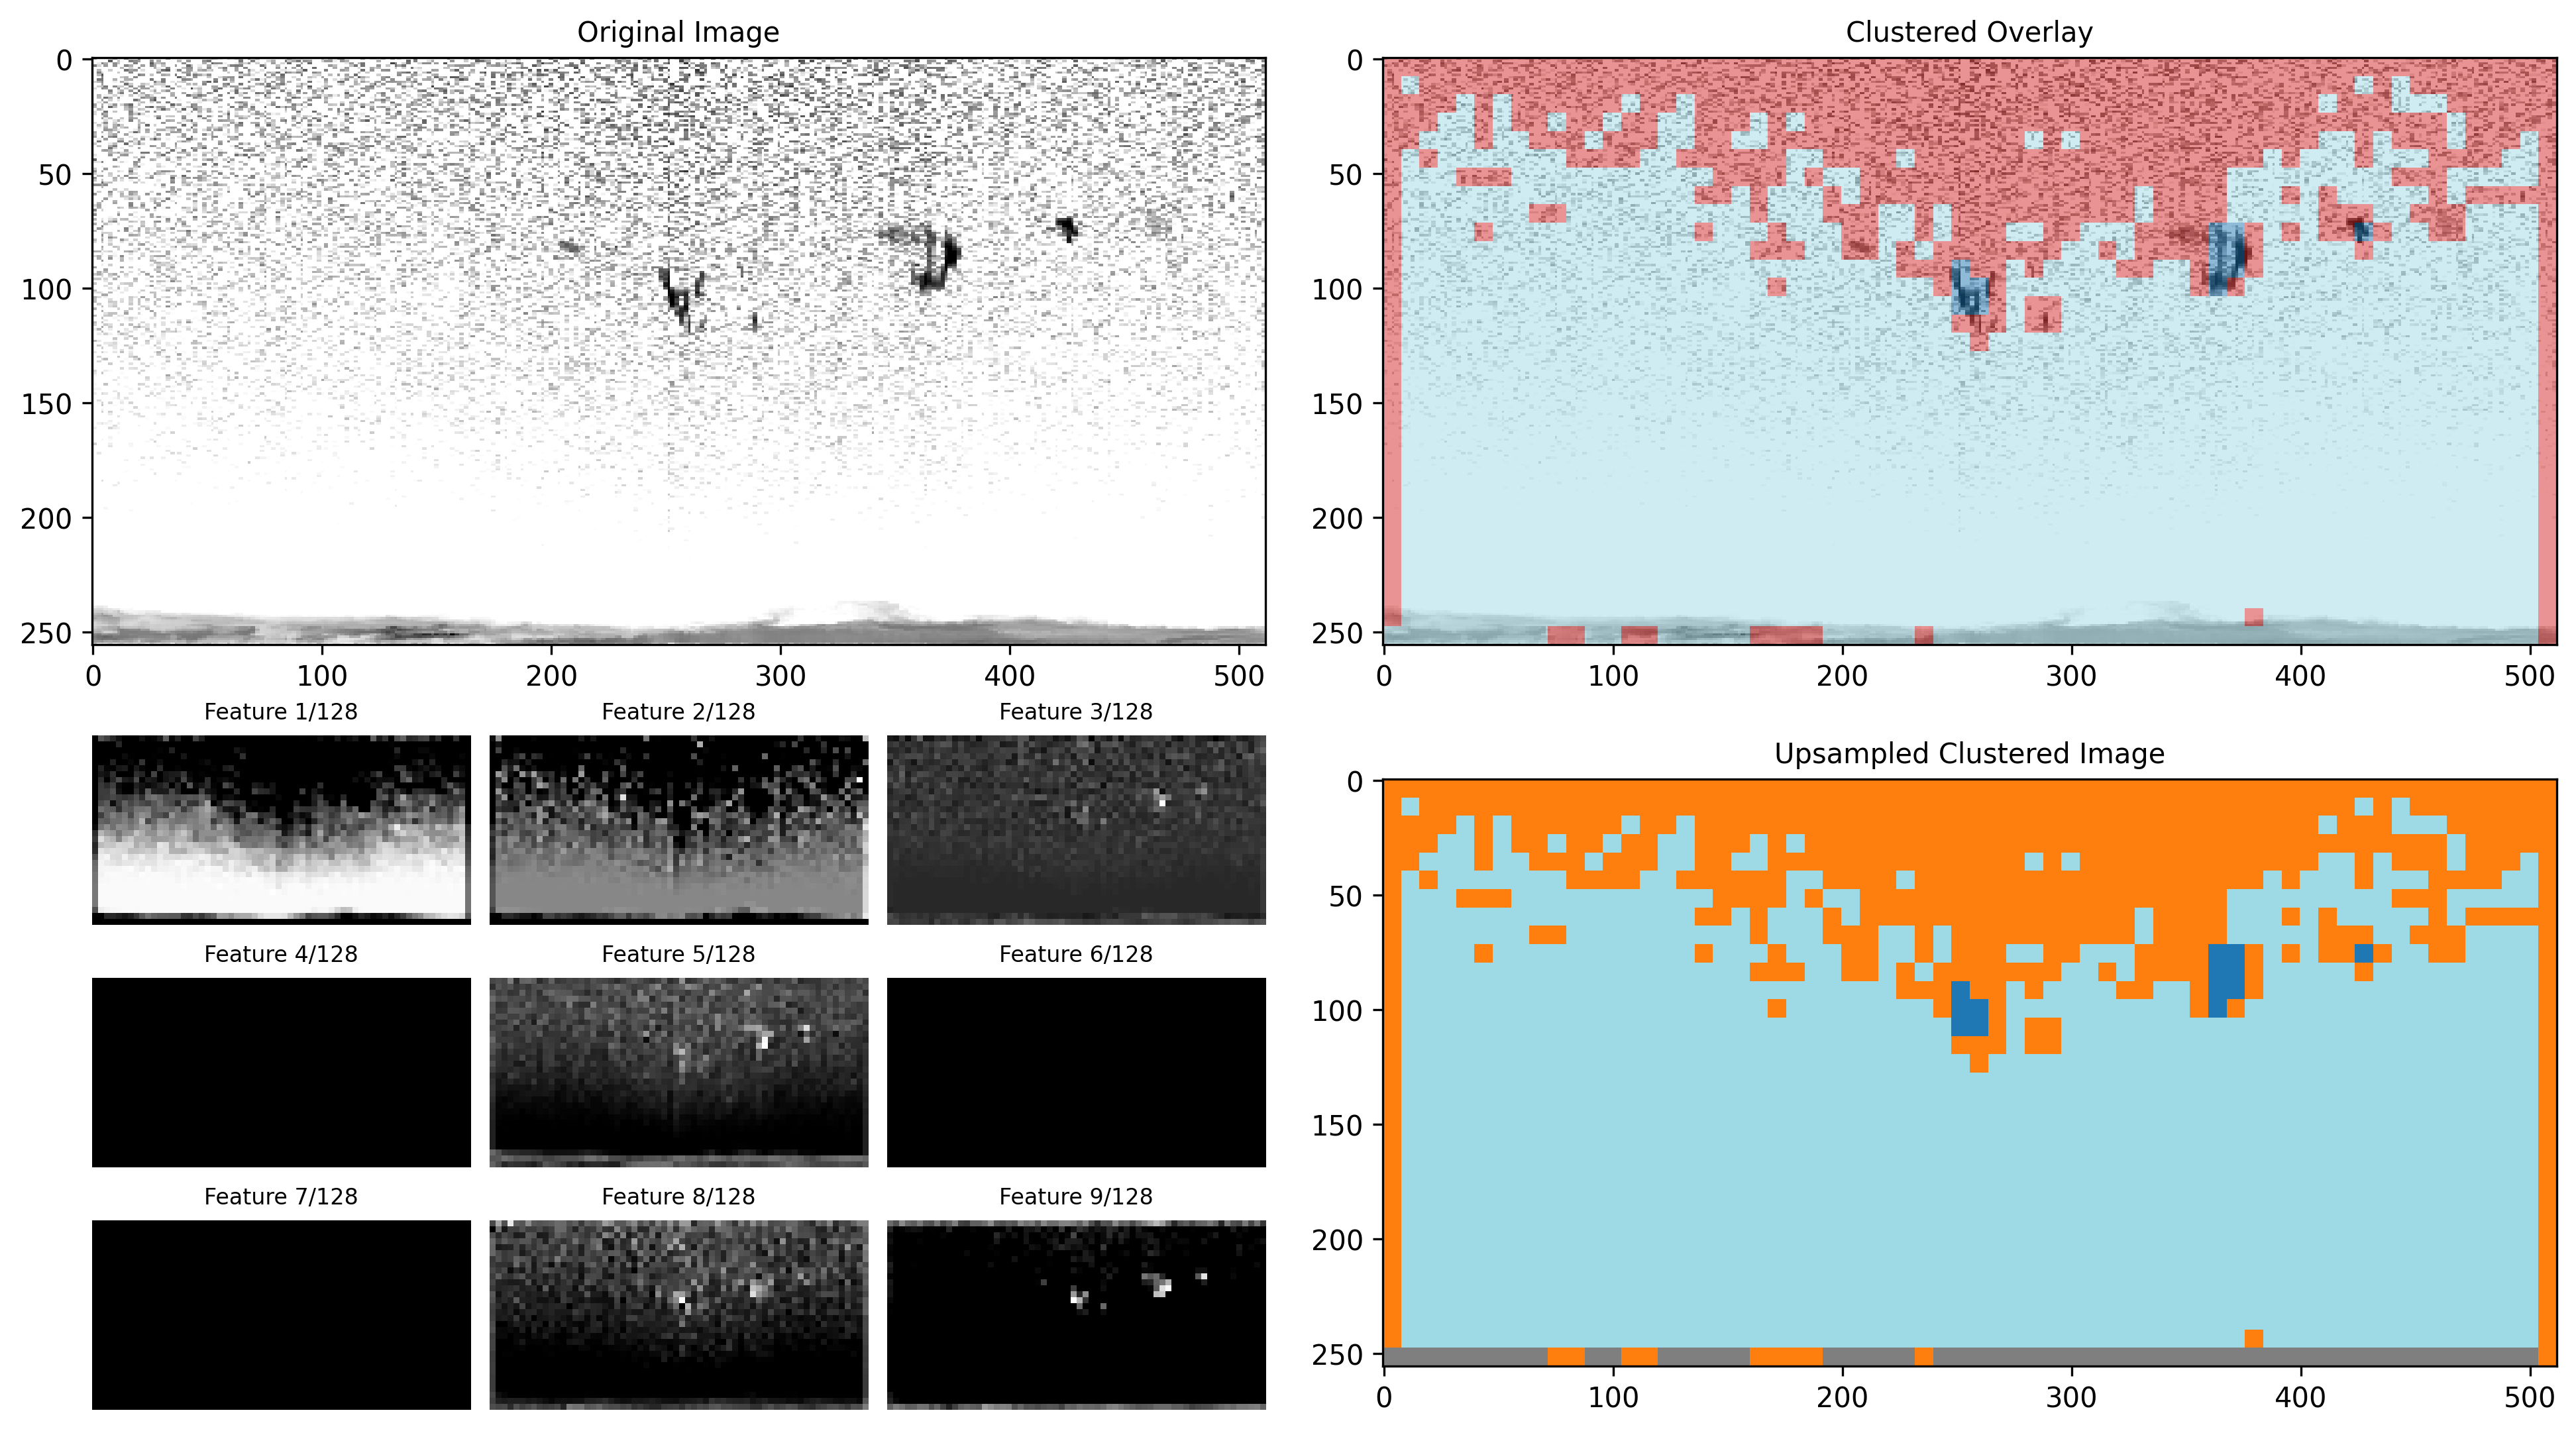 Original Image
0
50
100
150
200
250
0 100 200 300 400 500
Clustered Overlay
0
50
100
150
200
250
0 100 200 300 400 500
Feature 1/128 Feature 2/128 Feature 3/128
Feature 4/128 Feature 5/128 Feature 6/128
Feature 7/128 Feature 8/128 Feature 9/128
Upsampled Clustered Image
0
50
100
150
200
250
0 100 200 300 400 500